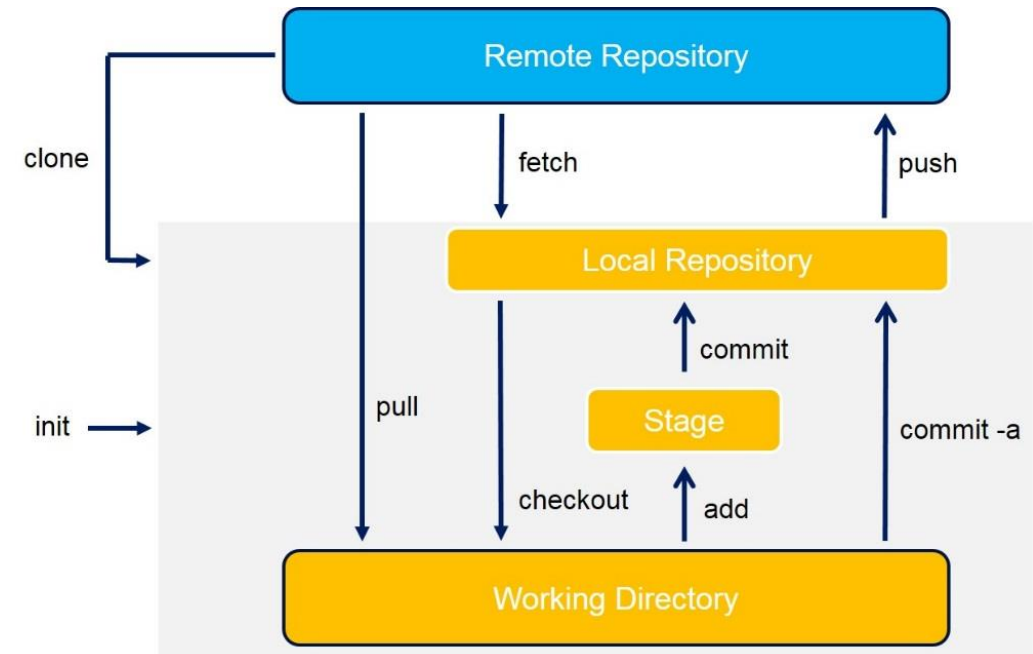 Remote Repository
clone
fetch
push
Local Repository
commit
pull
Stage
init
commit -a
checkout
add
Working Directory